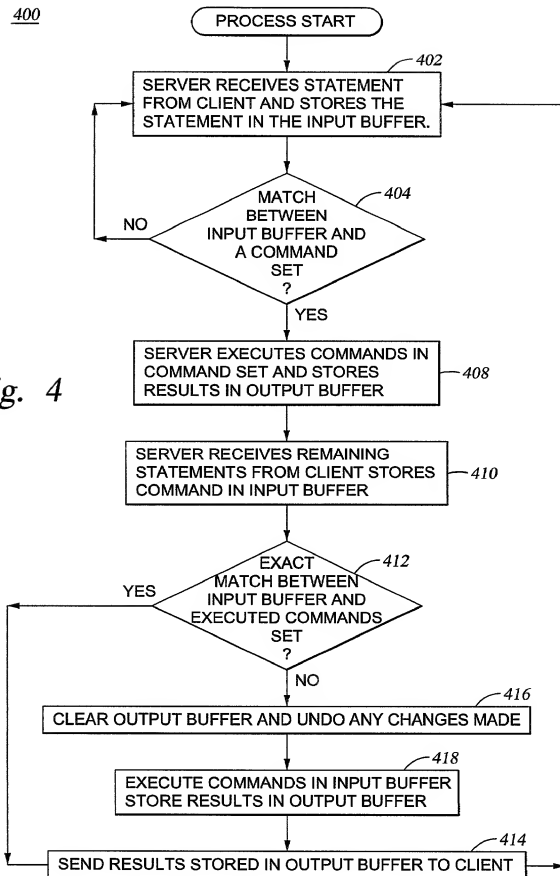 400
PROCESS START
402
SERVER RECEIVES STATEMENT
FROM CLIENT AND STORES THE
STATEMENT IN THE INPUT BUFFER.
404
MATCH
BETWEEN
INPUT BUFFER AND
A COMMAND
SET
?
NO
YES
SERVER EXECUTES COMMANDS IN
COMMAND SET AND STORES
RESULTS IN OUTPUT BUFFER
408
g. 4
SERVER RECEIVES REMAINING
STATEMENTS FROM CLIENT STORES
COMMAND IN INPUT BUFFER
410
412
EXACT
MATCH BETWEEN
INPUT BUFFER AND
EXECUTED COMMANDS
SET
?
YES
NO
416
CLEAR OUTPUT BUFFER AND UNDO ANY CHANGES MADE
418
EXECUTE COMMANDS IN INPUT BUFFER
STORE RESULTS IN OUTPUT BUFFER
414
SEND RESULTS STORED IN OUTPUT BUFFER TO CLIENT